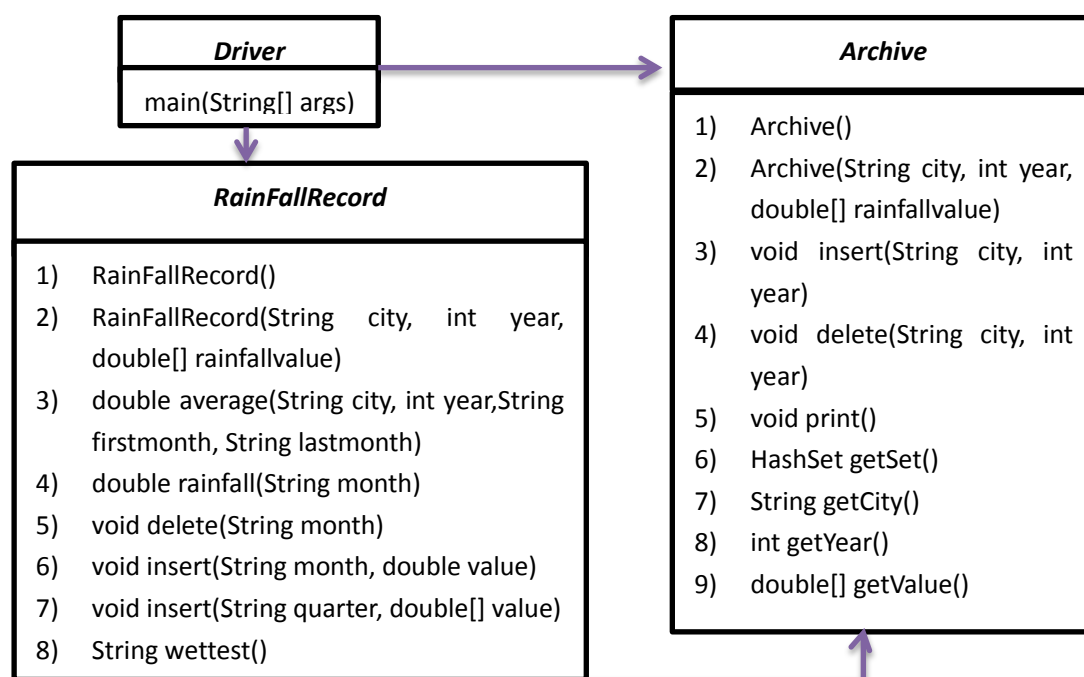 Driver
main(String[] args)
RainFallRecord
1) RainFallRecord()
2) RainFallRecord(String city, int year,
double[] rainfallvalue)
3) double average(String city, int year,String
firstmonth, String lastmonth)
4) double rainfall(String month)
5) void delete(String month)
6) void insert(String month, double value)
7) void insert(String quarter, double[] value)
8) String wettest()
Archive
1) Archive()
2) Archive(String city, int year,
double[] rainfallvalue)
3) void insert(String city, int
year)
4) void delete(String city, int
year)
5) void print()
6) HashSet getSet()
7) String getCity()
8) int getYear()
9) double[] getValue()